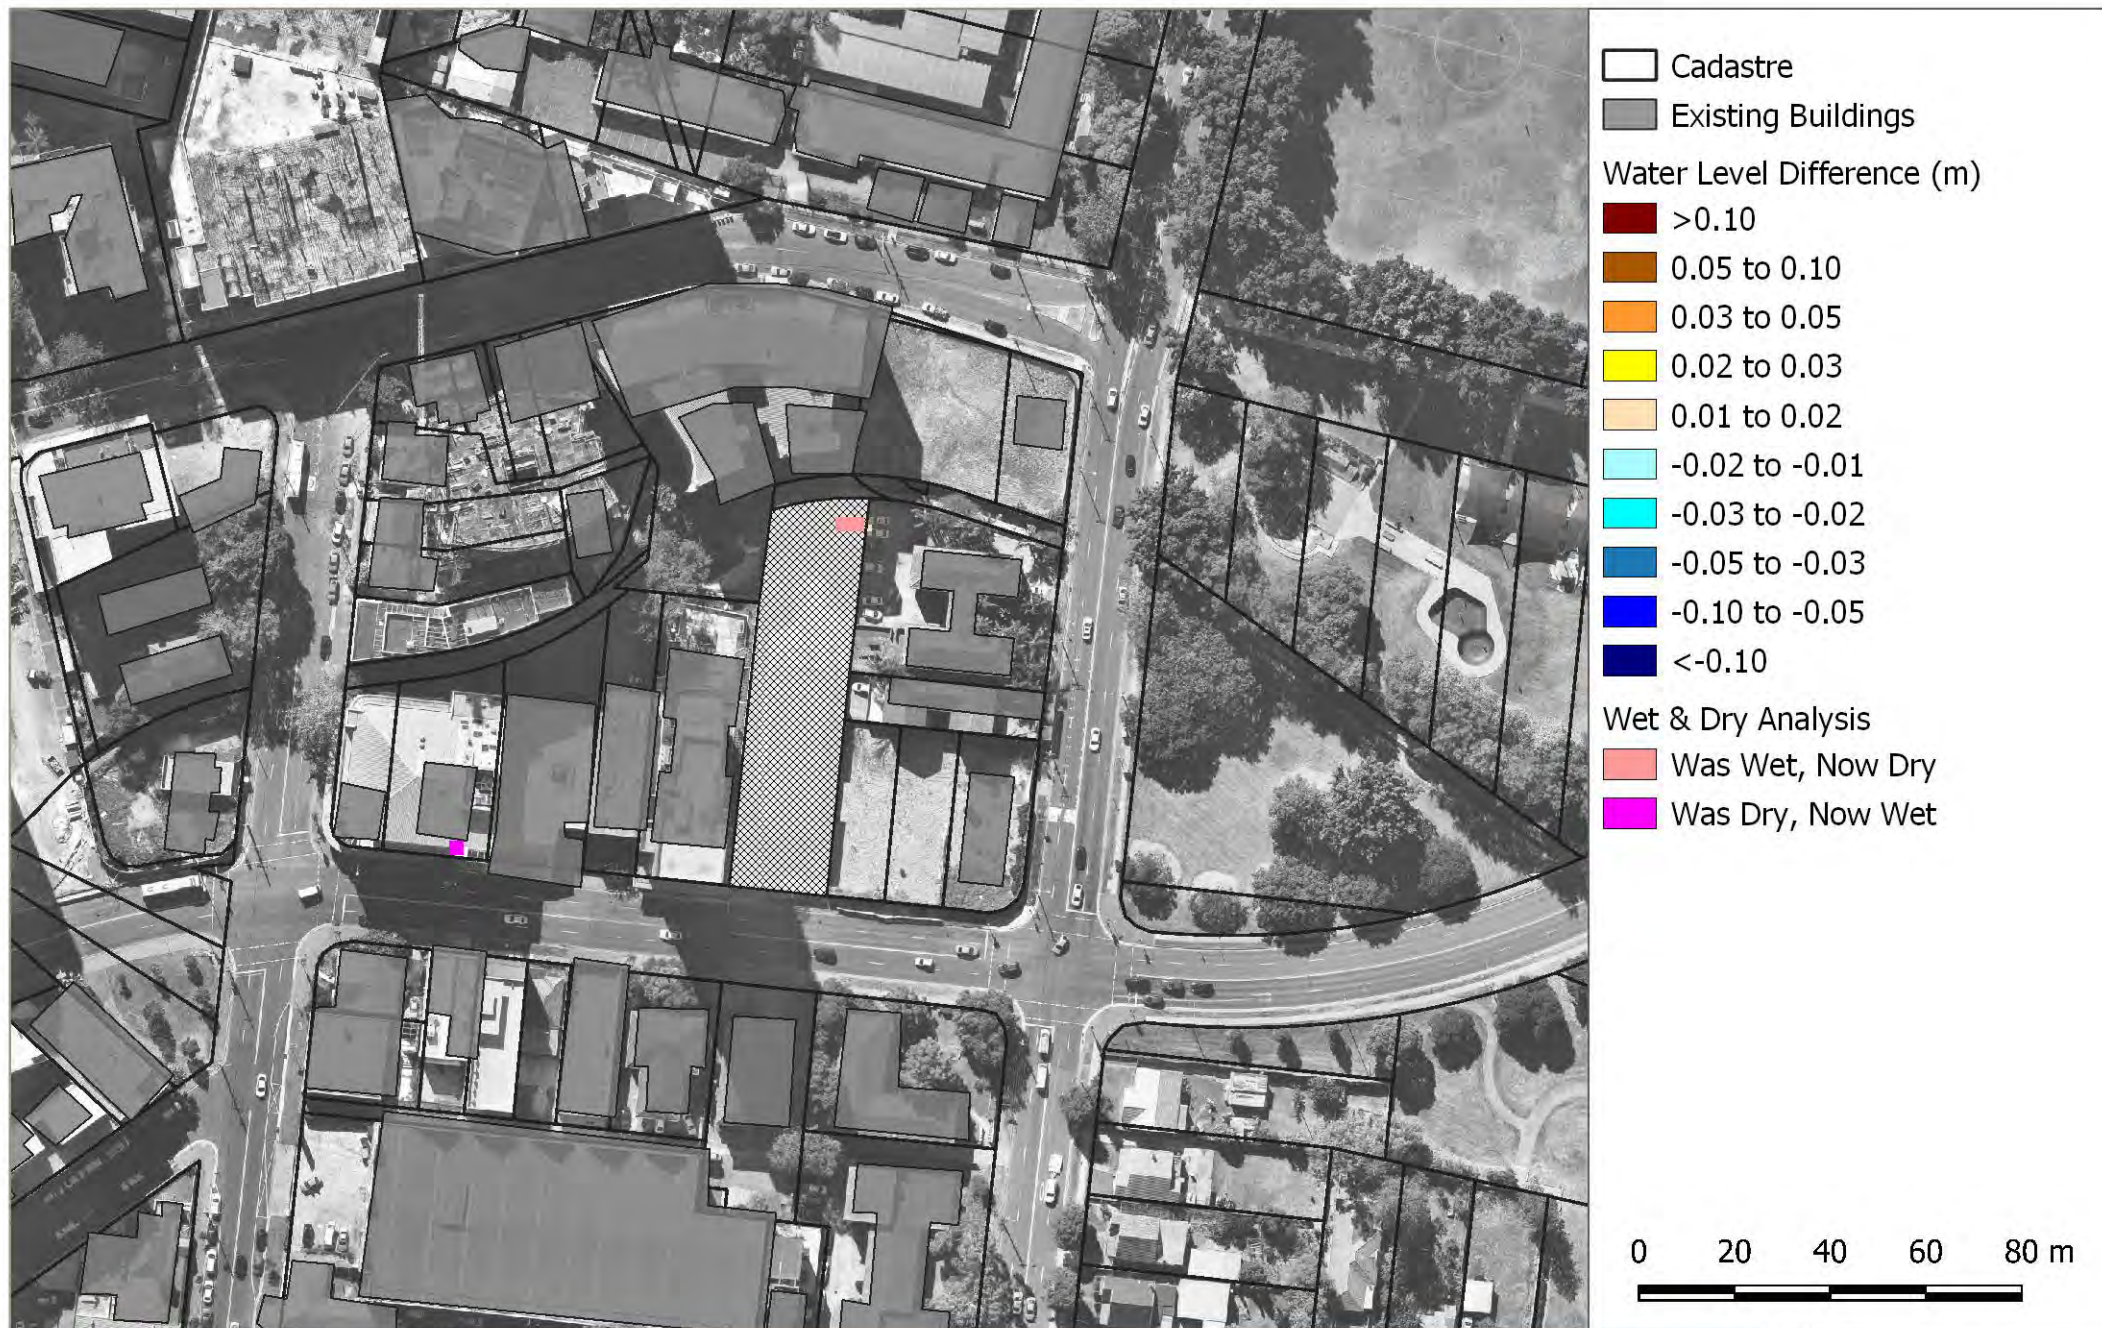 Cadastre
Existing Buildings
Water Level Difference (m)
>0.10
0.05 to 0.10
0.03 to 0.05
0.02 to 0.03
0.01 to 0.02
-0.02 to -0.01
-0.03 to -0.02
-0.05 to -0.03
-0.10 to -0.05
<-0.10
Wet & Dry Analysis
Was Wet, Now Dry
Was Dry, Now Wet
0 20 40 60 80 m